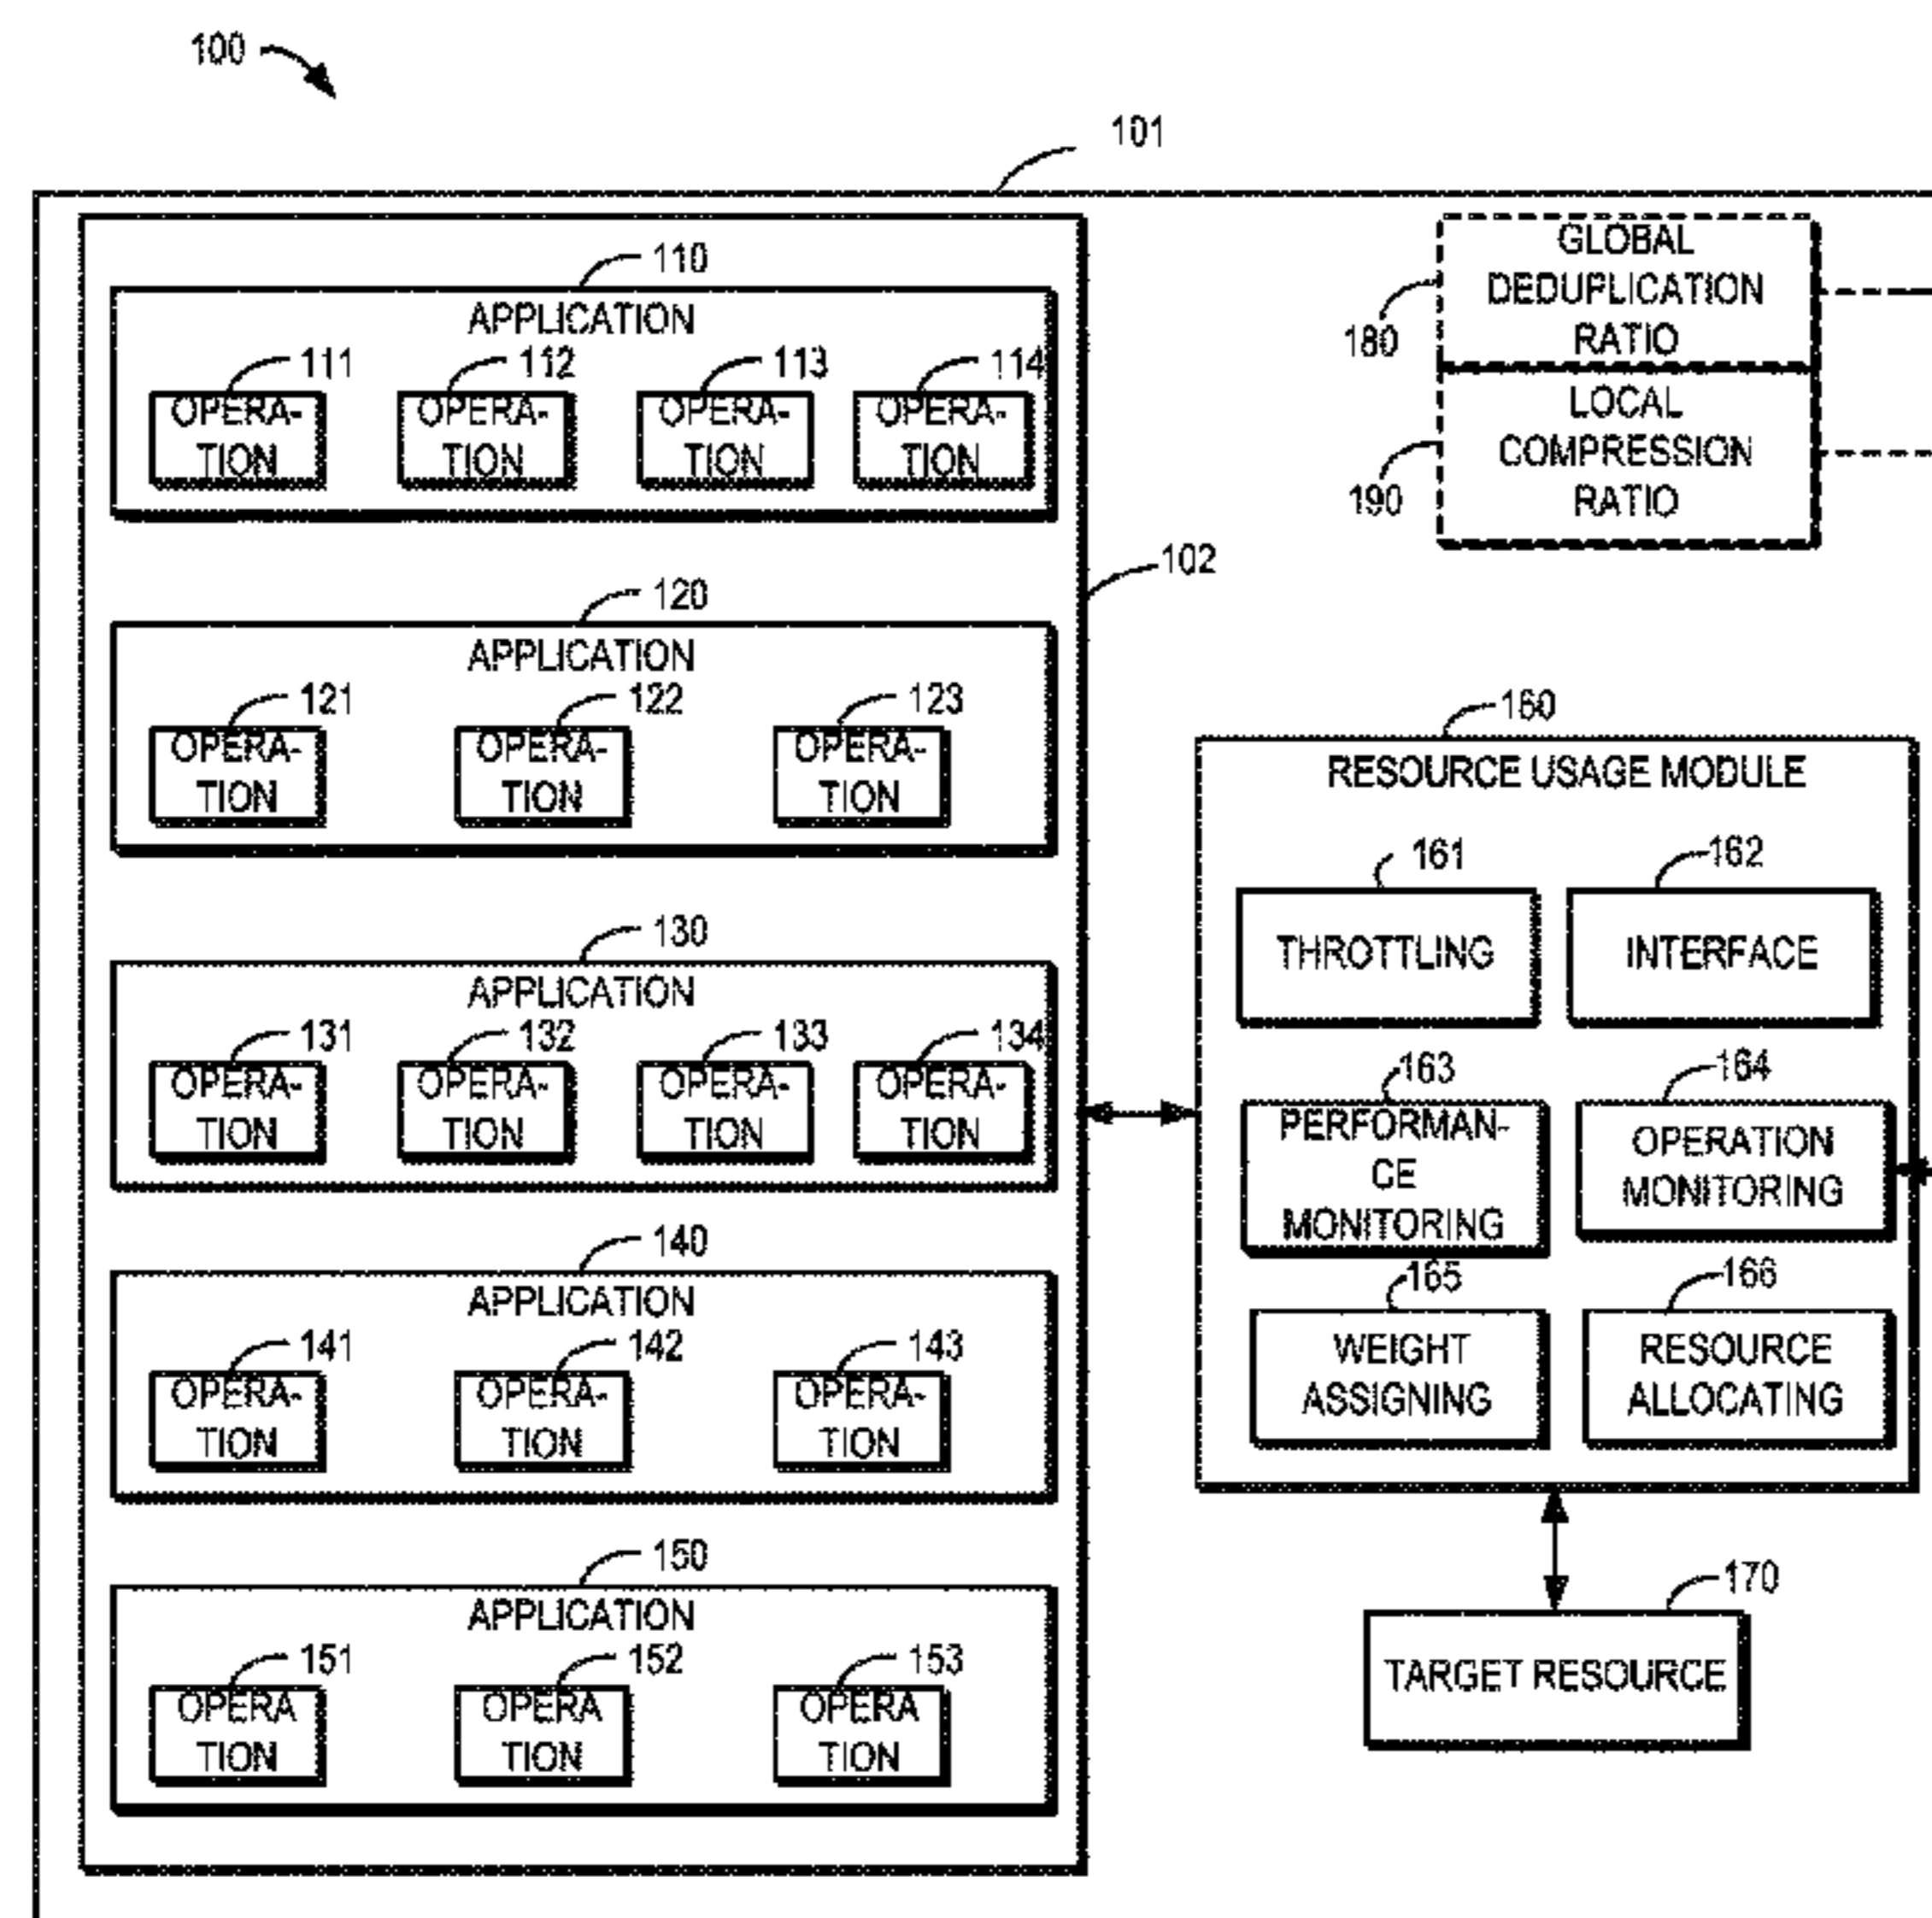 100
101
110
APPLICATION
111 112 113 114
OPERA- OPERA- OPERA- OPERA-
TION TION TION TION
120
APPLICATION
121 122 123
OPERA- OPERA- OPERA-
TION TION TION
130
APPLICATION
131 132 133 134
OPERA- OPERA- OPERA- OPERA-
TION TION TION TION
140
APPLICATION
141 142 143
OPERA- OPERA- OPERA-
TION TION TION
150
APPLICATION
151 152 153
OPERA OPERA OPERA
TION TION TION
102
GLOBAL
DEDUPLICATION
RATIO
180
LOCAL
COMPRESSION
RATIO
190
160
RESOURCE USAGE MODULE
161 162
THROTTLING INTERFACE
163
PERFORMAN-
CE
MONITORING
164
OPERATION
MONITORING
165
WEIGHT
ASSIGNING
166
RESOURCE
ALLOCATING
170
TARGET RESOURCE